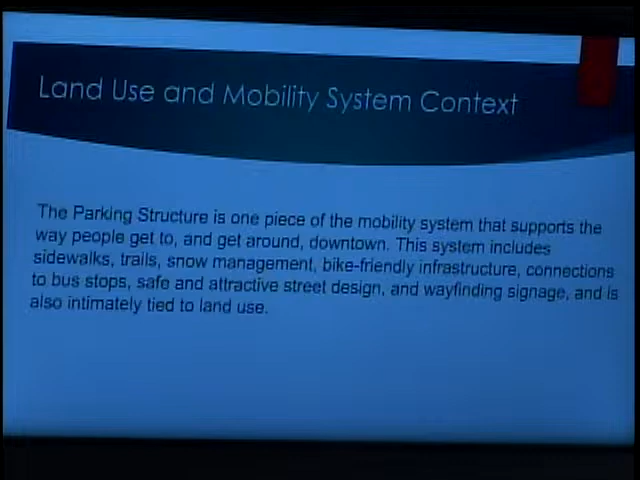 Land Use and Mobility System Context
The Parking Structure is one piece of the mobility system that supports the
way people get to, and get around, downtown. This system includes
sidewalks, trails, snow management, bike-friendly infrastructure, connections
to bus stops, safe and attractive street design, and wayfinding signage, and is
also intimately tied to land use.